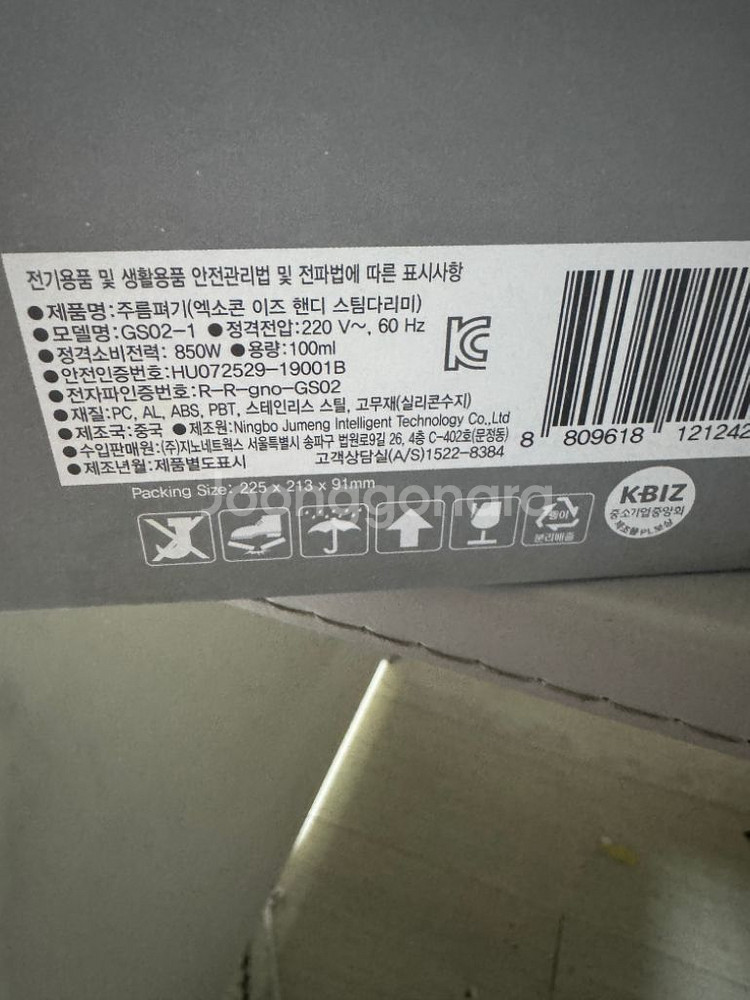 전기용품 및 생활용품 안전관리법 및 전파법에 따른 표시사항
●제품명:주름펴기(엑소콘 이즈 핸디 스팀다리미)
●모델명:GS02-1 ●정격전압:220 V~, 60 Hz
●정격소비전력: 850W ●용량:100ml
●안전인증번호:HU072529-19001B
●전자파인증번호:R-R-gno-GS02
●재질:PC, AL, ABS, PBT, 스테인리스 스틸, 고무재(실리콘수지)
●제조국:중국 ●제조원:Ningbo Jumeng Intelligent Technology Co.,Ltd
●수입판매원:(주)지노네트웍스 서울특별시 송파구 법원로9길 26, 4층 C-402호(문정동)
●제조년월:제품별도표시 고객상담실(A/S)1522-8384
8 809618 121242
Packing Size: 225 x 213 x 91mm
Joonggonara
종이
분리배출
K-BIZ
중소기업중앙회
제조물PL보상